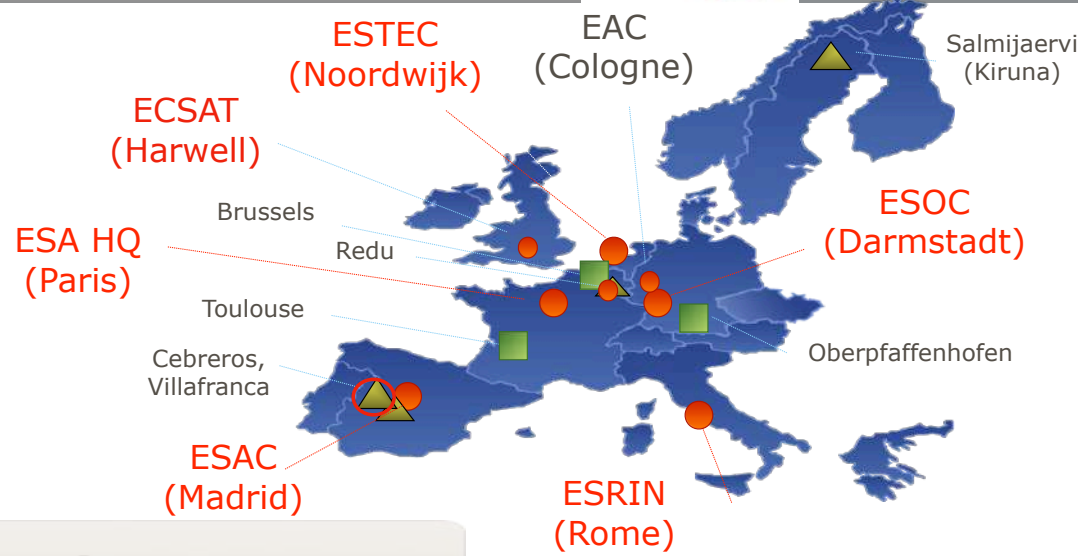 ESTEC
(Noordwijk)
EAC
(Cologne)
Salmijaervi
(Kiruna)
ECSAT
(Harwell)
Brussels
ESOC
(Darmstadt)
ESA HQ
(Paris)
Redu
Toulouse
Oberpfaffenhofen
Cebreros,
Villafranca
ESAC
(Madrid)
ESRIN
(Rome)